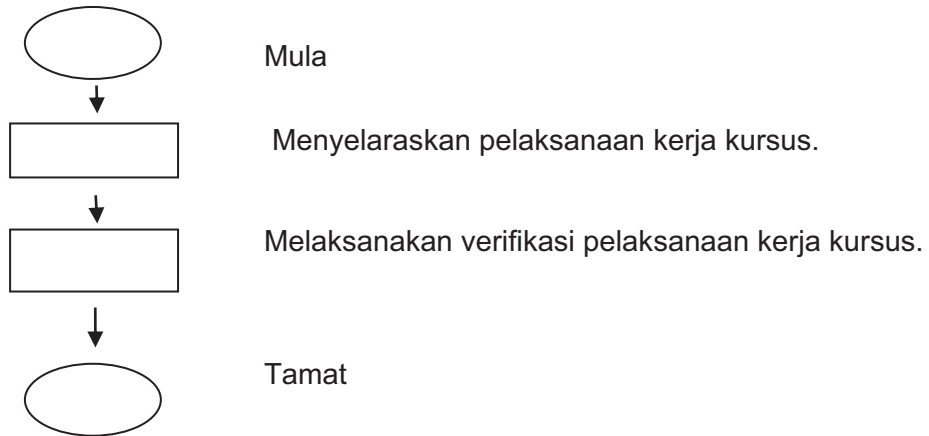 Mula
Menyelaraskan pelaksanaan kerja kursus.
Melaksanakan verifikasi pelaksanaan kerja kursus.
Tamat